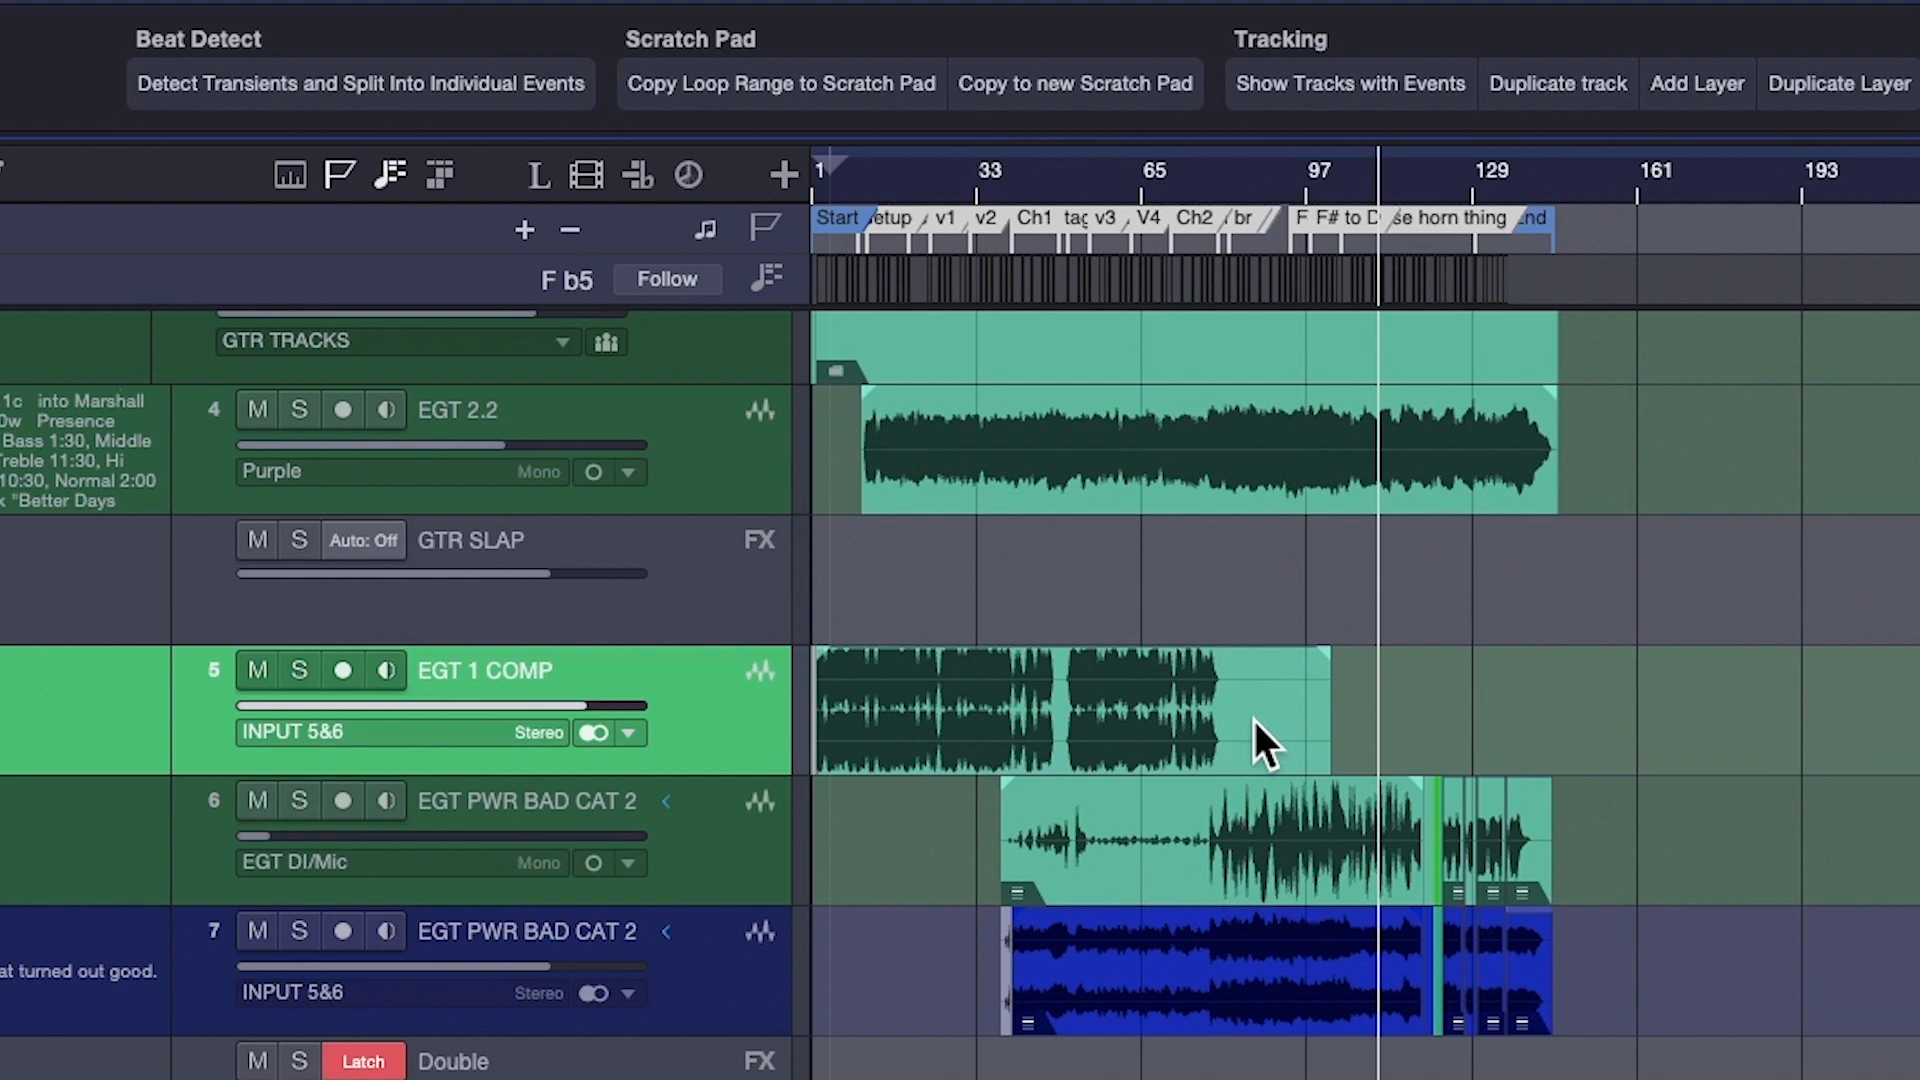 Beat Detect
Scratch Pad
Tracking
Detect Transients and Split Into Individual Events
Copy Loop Range to Scratch Pad
Copy to new Scratch Pad
Show Tracks with Events
Duplicate track
Add Layer
Duplicate Layer
L
1 33 65 97 129 161 193
Start etup v1 v2 Ch1 tag v3 V4 Ch2 br F F# to D se horn thing nd
F b5 Follow
GTR TRACKS
1c into Marshall
0w Presence
Bass 1:30, Middle
reble 11:30, Hi
10:30, Normal 2:00
x "Better Days
4 M S EGT 2.2
Purple Mono
M S Auto: Off GTR SLAP FX
5 M S EGT 1 COMP
INPUT 5&6 Stereo
6 M S EGT PWR BAD CAT 2 <
EGT DI/Mic Mono
7 M S EGT PWR BAD CAT 2 <
at turned out good.
INPUT 5&6 Stereo
M S Latch Double FX